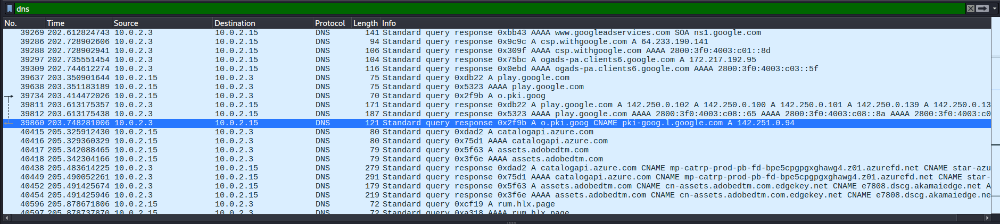 dns
No. Time Source Destination Protocol Length Info
39269 202.612824743 10.0.2.3 10.0.2.15 DNS 141 Standard query response 0xbb43 AAAA www.googleadservices.com SOA ns1.google.com
39286 202.728902606 10.0.2.3 10.0.2.15 DNS 94 Standard query response 0x9c9c A csp.withgoogle.com A 64.233.190.141
39288 202.728902941 10.0.2.3 10.0.2.15 DNS 106 Standard query response 0x309f AAAA csp.withgoogle.com AAAA 2800:3f0:4003:c01::8d
39297 202.735551454 10.0.2.3 10.0.2.15 DNS 104 Standard query response 0x75bc A ogads-pa.clients6.google.com A 172.217.192.95
39309 202.744612274 10.0.2.3 10.0.2.15 DNS 116 Standard query response 0x0ebd AAAA ogads-pa.clients6.google.com AAAA 2800:3f0:4003:c03::5f
39637 203.350901644 10.0.2.15 10.0.2.3 DNS 75 Standard query 0xdb22 A play.google.com
39638 203.351183189 10.0.2.15 10.0.2.3 DNS 75 Standard query 0x5323 AAAA play.google.com
39734 203.414472026 10.0.2.15 10.0.2.3 DNS 70 Standard query 0x2f9b A o.pki.goog
39811 203.613175357 10.0.2.3 10.0.2.15 DNS 171 Standard query response 0xdb22 A play.google.com A 142.250.0.102 A 142.250.0.100 A 142.250.0.101 A 142.250.0.139 A 142.250.0.13
39812 203.613175438 10.0.2.3 10.0.2.15 DNS 187 Standard query response 0x5323 AAAA play.google.com AAAA 2800:3f0:4003:c08::65 AAAA 2800:3f0:4003:c08::8a AAAA 2800:3f0:4003:c0
39860 203.748281006 10.0.2.3 10.0.2.15 DNS 121 Standard query response 0x2f9b A o.pki.goog CNAME pki-goog.l.google.com A 142.251.0.94
40415 205.325912430 10.0.2.15 10.0.2.3 DNS 80 Standard query 0xdad2 A catalogapi.azure.com
40416 205.329360329 10.0.2.15 10.0.2.3 DNS 80 Standard query 0x75d1 AAAA catalogapi.azure.com
40417 205.342088465 10.0.2.15 10.0.2.3 DNS 79 Standard query 0x5f63 A assets.adobedtm.com
40418 205.342304166 10.0.2.15 10.0.2.3 DNS 79 Standard query 0x3f6e AAAA assets.adobedtm.com
40438 205.483614225 10.0.2.3 10.0.2.15 DNS 279 Standard query response 0xdad2 A catalogapi.azure.com CNAME mp-catrp-prod-pb-fd-bpe5cpgpgxghawg4.z01.azurefd.net CNAME star-azu
40449 205.490052261 10.0.2.3 10.0.2.15 DNS 291 Standard query response 0x75d1 AAAA catalogapi.azure.com CNAME mp-catrp-prod-pb-fd-bpe5cpgpgxghawg4.z01.azurefd.net CNAME star-
40452 205.491425674 10.0.2.3 10.0.2.15 DNS 179 Standard query response 0x5f63 A assets.adobedtm.com CNAME cn-assets.adobedtm.com.edgekey.net CNAME e7808.dscg.akamaiedge.net A
40454 205.491425946 10.0.2.3 10.0.2.15 DNS 219 Standard query response 0x3f6e AAAA assets.adobedtm.com CNAME cn-assets.adobedtm.com.edgekey.net CNAME e7808.dscg.akamaiedge.ne
40596 205.878671806 10.0.2.15 10.0.2.3 DNS 72 Standard query 0xcf19 A rum.hlx.page
40597 205.878737870 10.0.2.15 10.0.2.3 DNS 72 Standard query 0xa318 AAAA rum.hlx.page